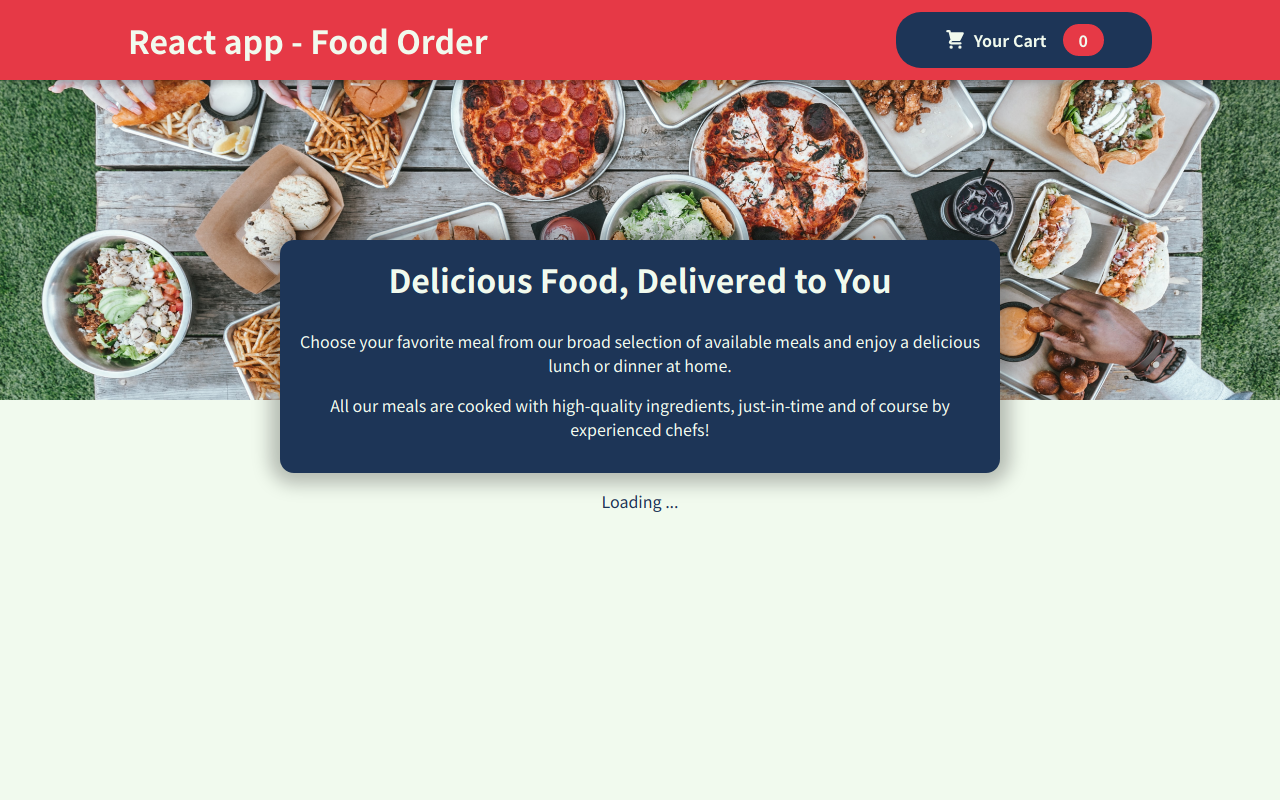 React app - Food Order
Your Cart 0
Delicious Food, Delivered to You
Choose your favorite meal from our broad selection of available meals and enjoy a delicious
lunch or dinner at home.
All our meals are cooked with high-quality ingredients, just-in-time and of course by
experienced chefs!
Loading ...